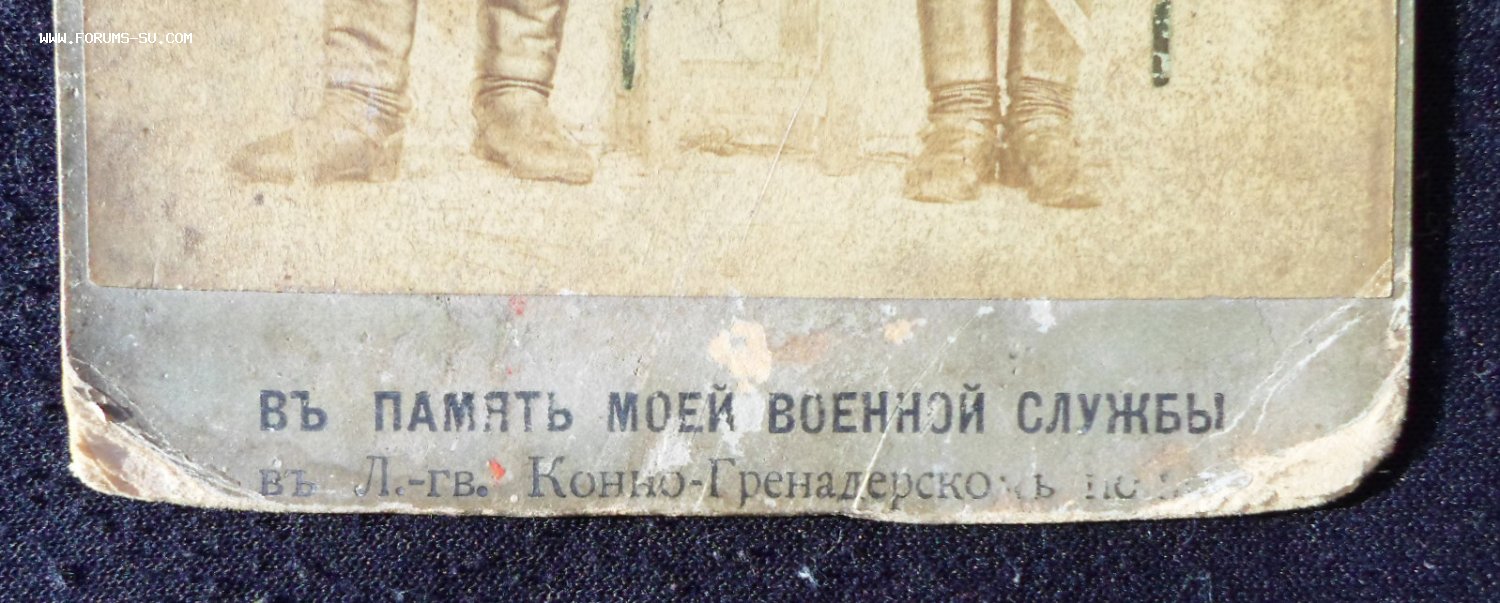 WWW.FORUMS-SU.COM
ВЪ ПАМЯТЬ МОЕЙ ВОЕННОЙ СЛУЖБЫ
въ Л.-гв. Конно-Гренадерскомъ